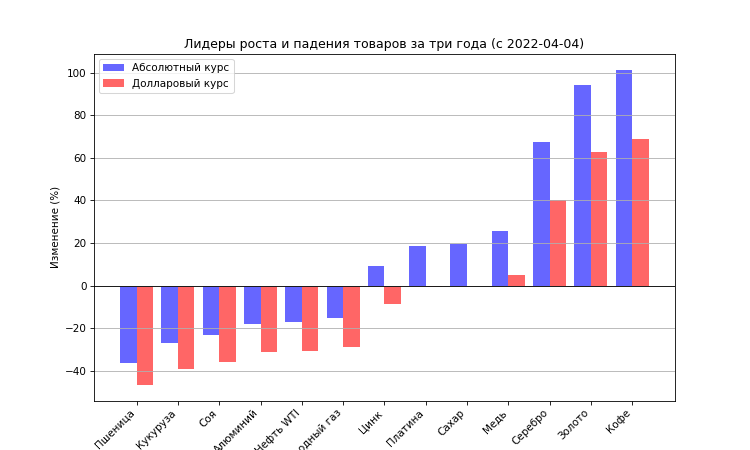 Лидеры роста и падения товаров за три года (с 2022-04-04)
Абсолютный курс
Долларовый курс
Изменение (%)
100
80
60
40
20
0
−20
−40
Пшеница
Кукуруза
Соя
Алюминий
Нефть WTI
одный газ
Цинк
Платина
Сахар
Медь
Серебро
Золото
Кофе